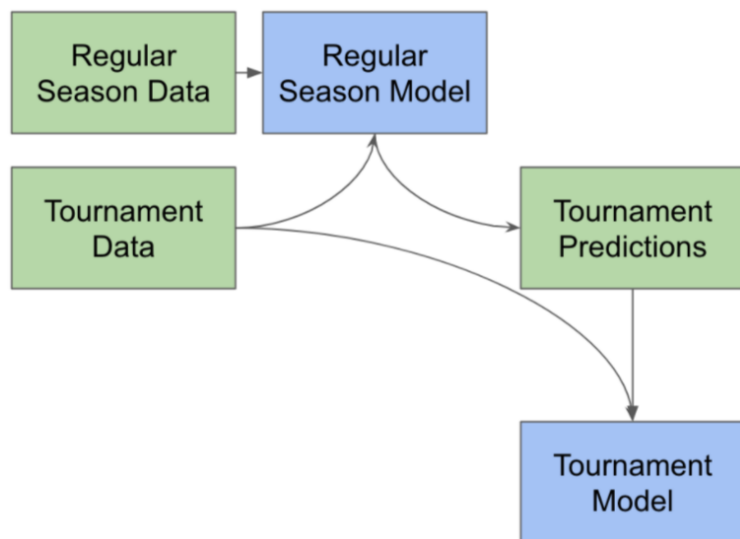 Regular
Season Data
Regular
Season Model
Tournament
Data
Tournament
Predictions
Tournament
Model